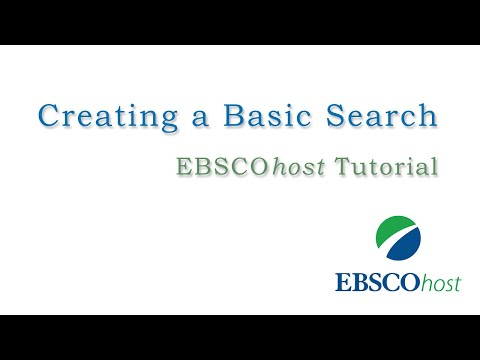 Creating a Basic Search
EBSCOhost Tutorial
EBSCOhost